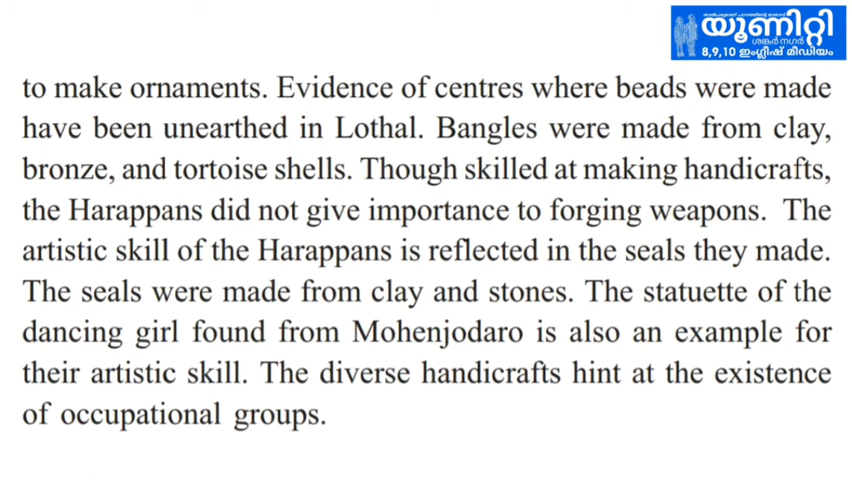 യൂണിറ്റി
ശങ്കർ നഗർ
8,9,10 ഇംഗ്ലീഷ് മീഡിയം
to make ornaments. Evidence of centres where beads were made
have been unearthed in Lothal. Bangles were made from clay,
bronze, and tortoise shells. Though skilled at making handicrafts,
the Harappans did not give importance to forging weapons. The
artistic skill of the Harappans is reflected in the seals they made.
The seals were made from clay and stones. The statuette of the
dancing girl found from Mohenjodaro is also an example for
their artistic skill. The diverse handicrafts hint at the existence
of occupational groups.